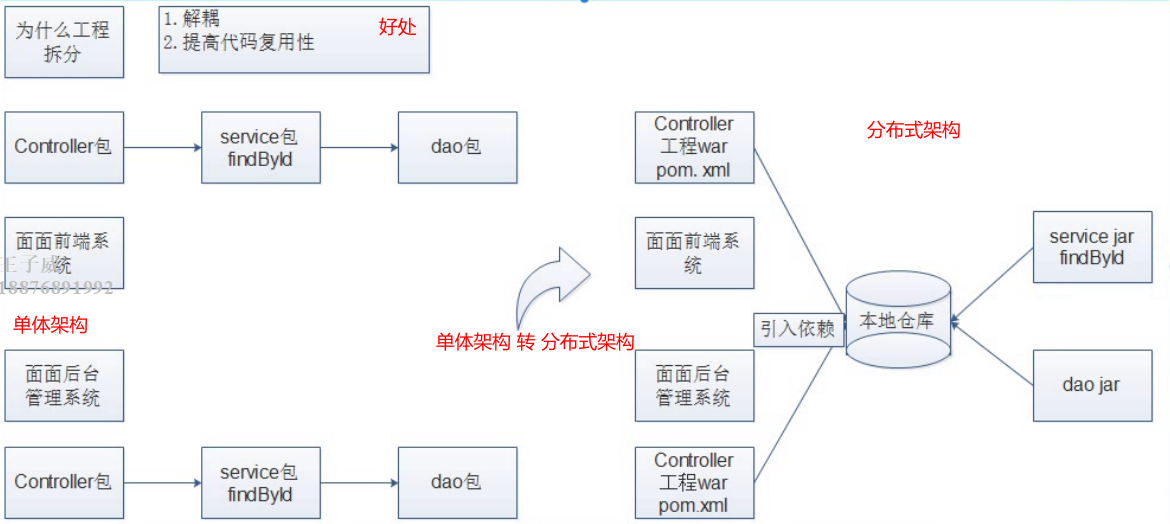 为什么工程
拆分
1. 解耦
2. 提高代码复用性
好处
Controller包
service包
findById
dao包
Controller
工程war
pom. xml
分布式架构
面面前端系
统
王子威
18876891992
面面前端系
统
service jar
findById
单体架构
单体架构 转 分布式架构
引入依赖
本地仓库
面面后台
管理系统
面面后台
管理系统
dao jar
Controller包
service包
findById
dao包
Controller
工程war
pom.xml